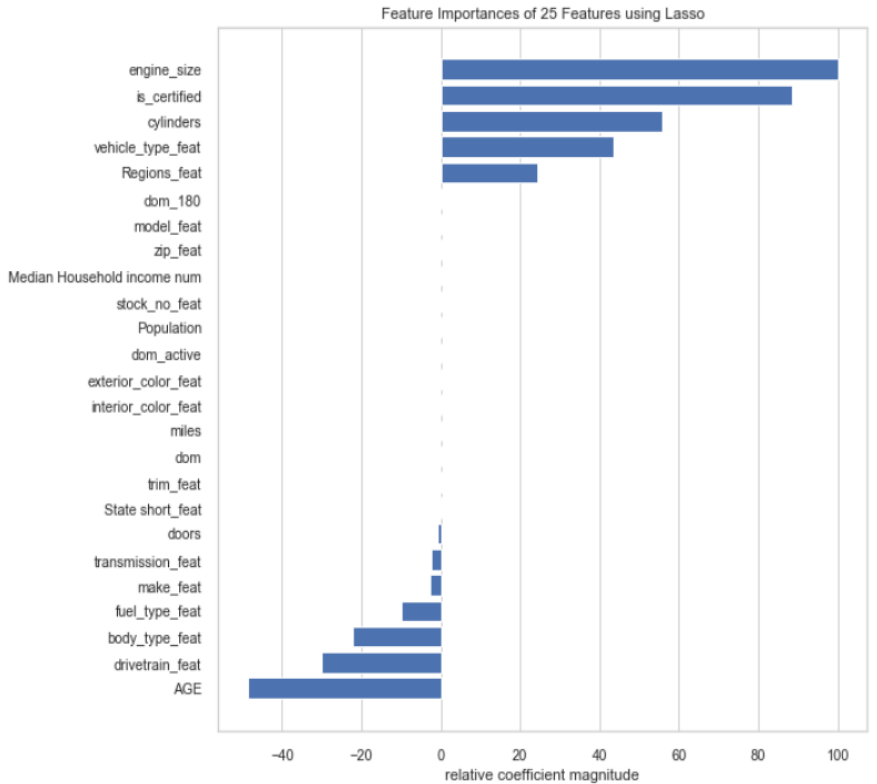 Feature Importances of 25 Features using Lasso
engine_size
is_certified
cylinders
vehicle_type_feat
Regions_feat
dom_180
model_feat
zip_feat
Median Household income num
stock_no_feat
Population
dom_active
exterior_color_feat
interior_color_feat
miles
dom
trim_feat
State short_feat
doors
transmission_feat
make_feat
fuel_type_feat
body_type_feat
drivetrain_feat
AGE
−40 −20 0 20 40 60 80 100
relative coefficient magnitude